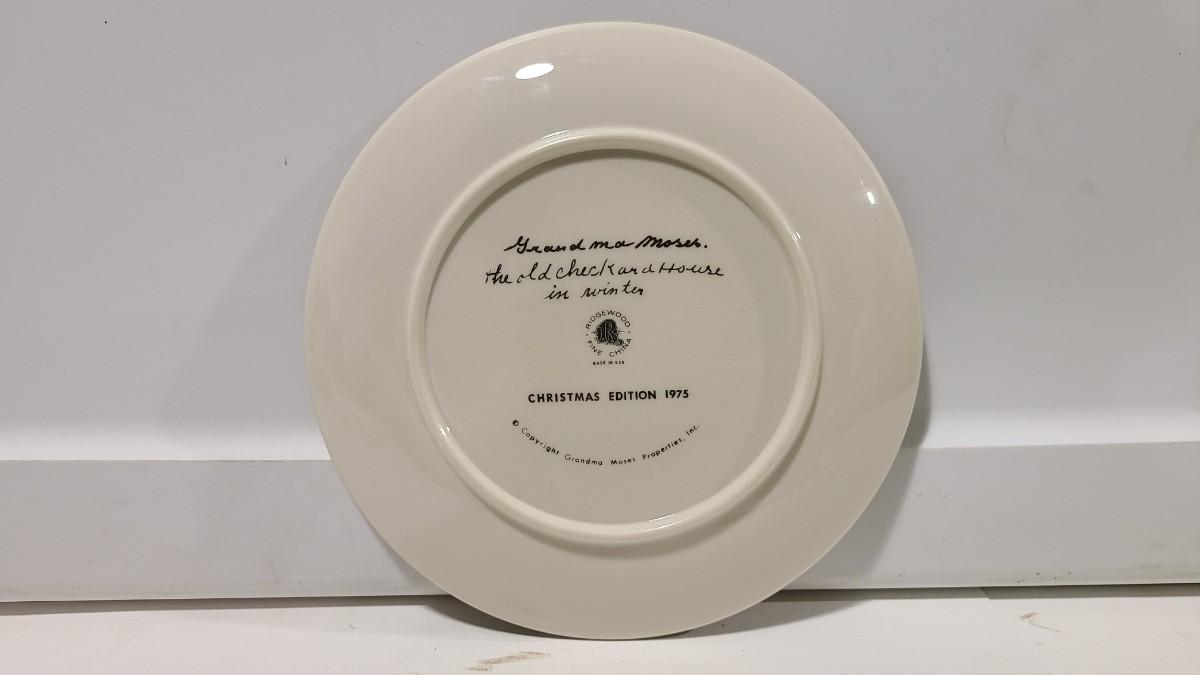 Grandma Moses.
the old checkard House
in winter
RIDGEWOOD
R
FINE CHINA
MADE IN USA
CHRISTMAS EDITION 1975
© Copyright Grandma Moses Properties, Inc.